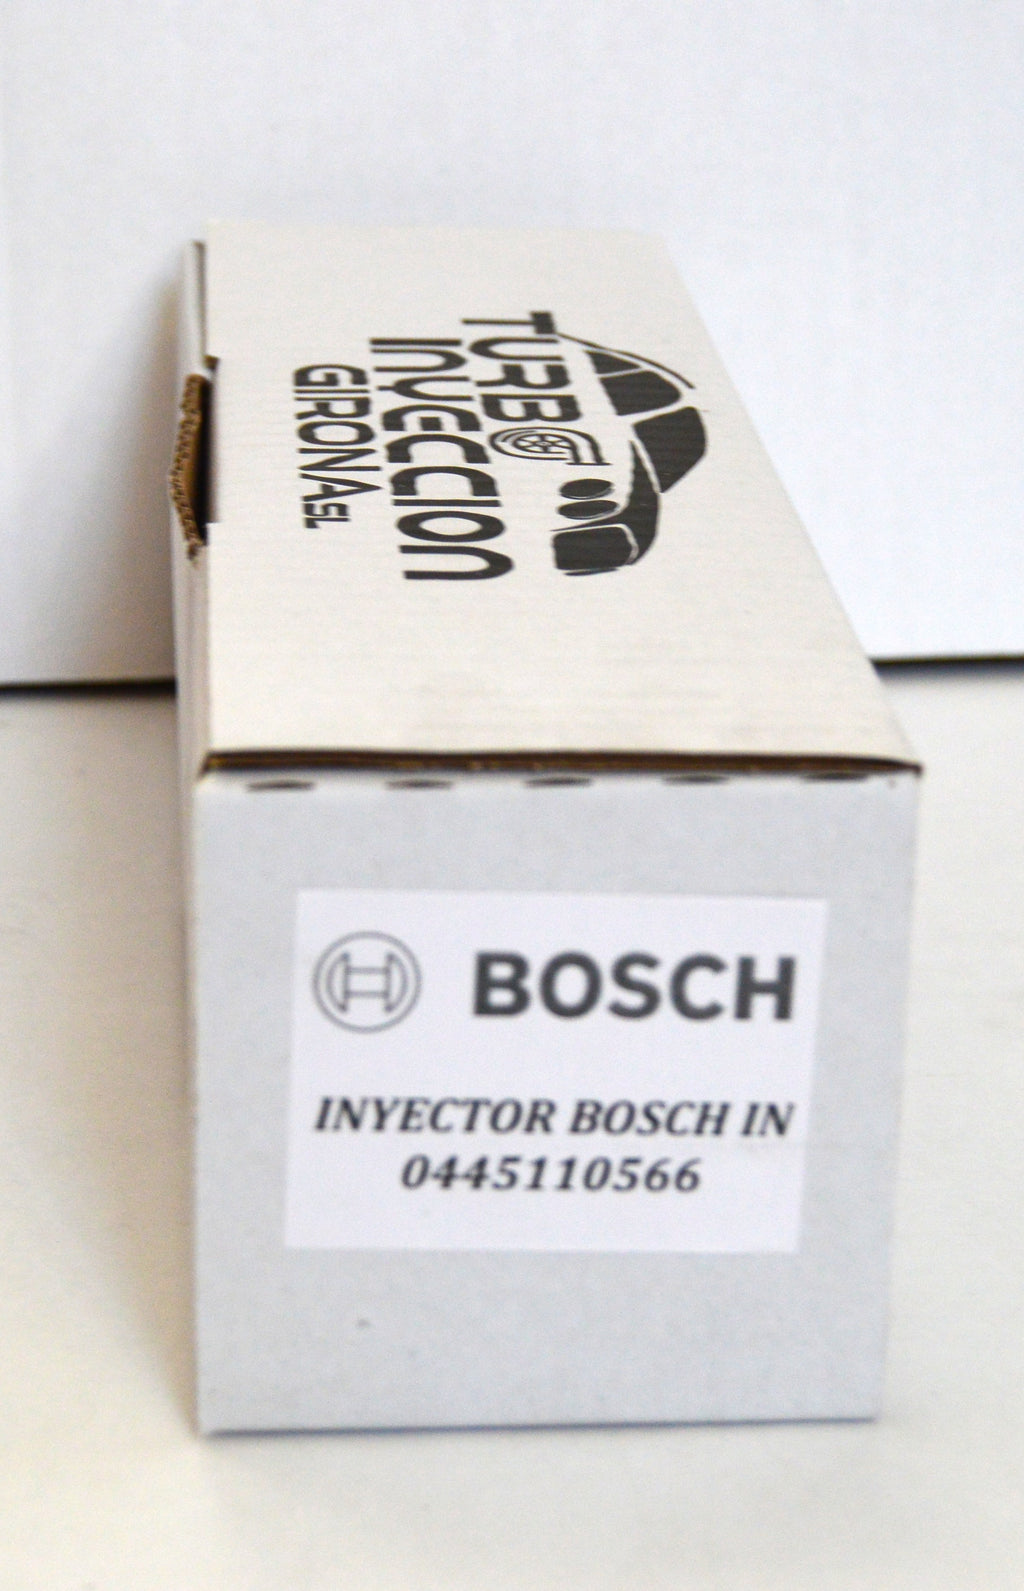 TURBO
INYECCION
GIRONA SL
BOSCH
INYECTOR BOSCH IN
0445110566